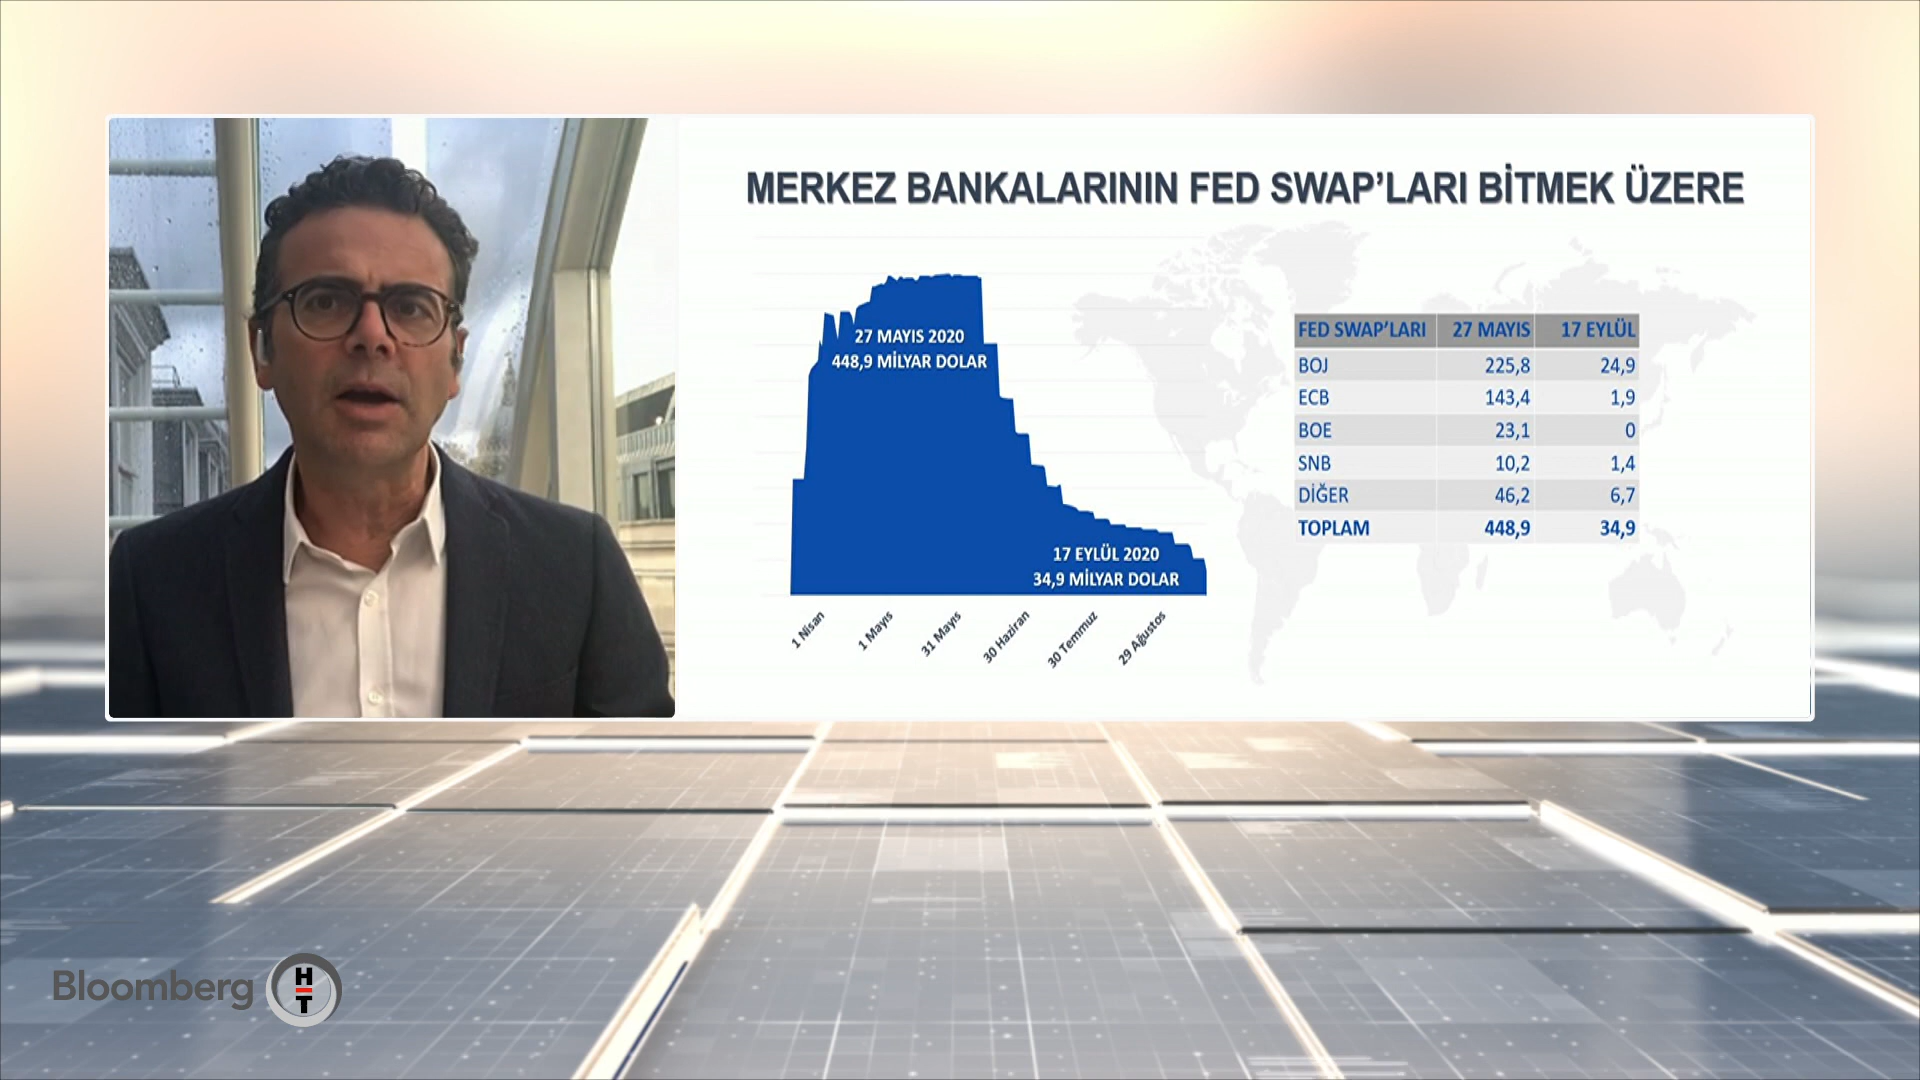 MERKEZ BANKALARININ FED SWAP’LARI BİTMEK ÜZERE
27 MAYIS 2020
448,9 MİLYAR DOLAR
17 EYLÜL 2020
34,9 MİLYAR DOLAR
1 Nisan
1 Mayıs
31 Mayıs
30 Haziran
30 Temmuz
29 Ağustos
FED SWAP’LARI 27 MAYIS 17 EYLÜL
BOJ 225,8 24,9
ECB 143,4 1,9
BOE 23,1 0
SNB 10,2 1,4
DİĞER 46,2 6,7
TOPLAM 448,9 34,9
Bloomberg HT